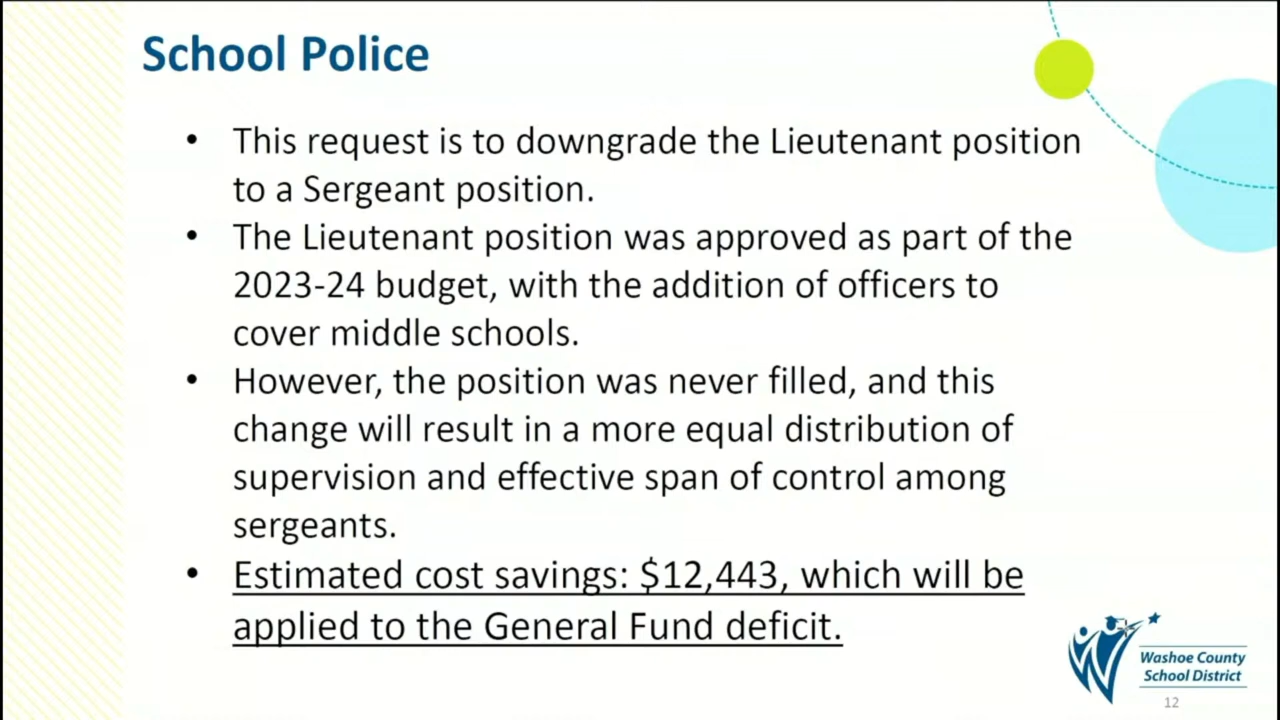 School Police
• This request is to downgrade the Lieutenant position
to a Sergeant position.
• The Lieutenant position was approved as part of the
2023-24 budget, with the addition of officers to
cover middle schools.
• However, the position was never filled, and this
change will result in a more equal distribution of
supervision and effective span of control among
sergeants.
• Estimated cost savings: $12,443, which will be
applied to the General Fund deficit.
Washoe County
School District
12